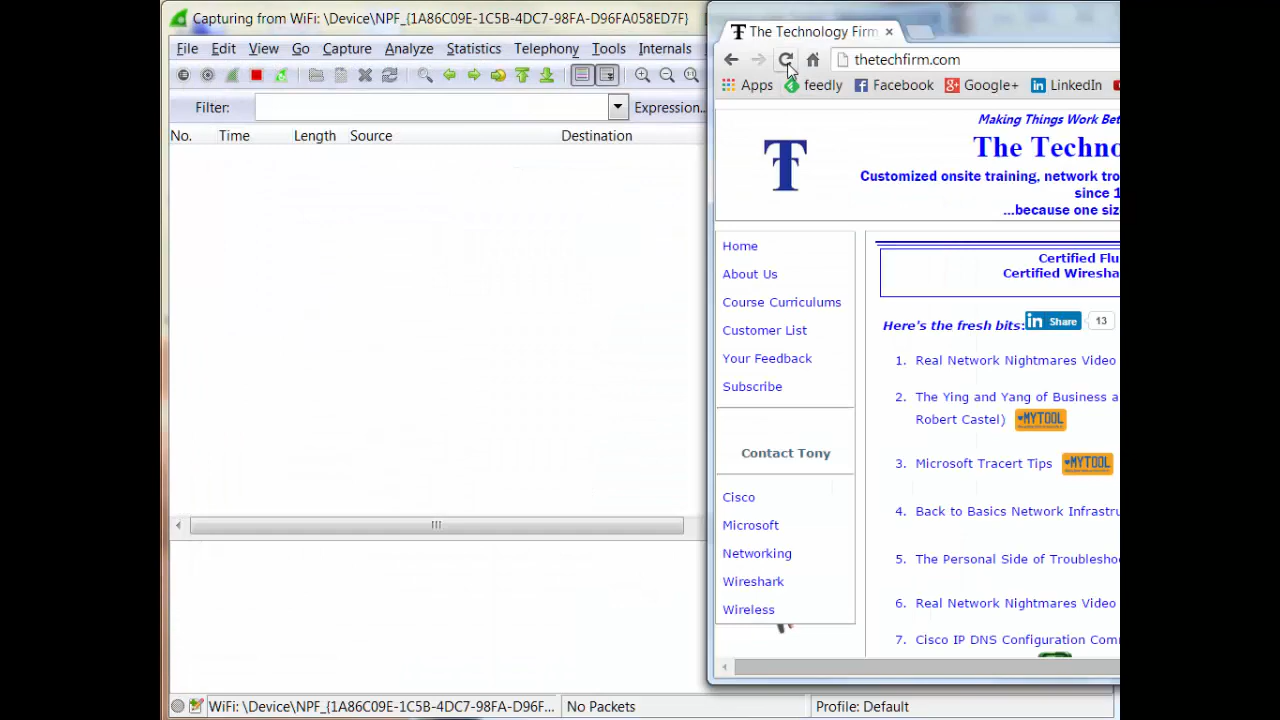 Capturing from WiFi: \Device\NPF_{1A86C09E-1C5B-4DC7-98FA-D96FA058ED7F}
File Edit View Go Capture Analyze Statistics Telephony Tools Internals
Filter: Expression...
No. Time Length Source Destination
WiFi: \Device\NPF_{1A86C09E-1C5B-4DC7-98FA-D96F... No Packets Profile: Default
The Technology Firm
thetechfirm.com
Apps feedly Facebook Google+ LinkedIn
Making Things Work Bet
The Techno
Customized onsite training, network tro
since 1
...because one siz
Home
About Us
Course Curriculums
Customer List
Your Feedback
Subscribe
Contact Tony
Cisco
Microsoft
Networking
Wireshark
Wireless
Certified Flu
Certified Wiresha
Here's the fresh bits: in Share 13
1. Real Network Nightmares Video
2. The Ying and Yang of Business a
Robert Castel) MYTOOL
3. Microsoft Tracert Tips MYTOOL
4. Back to Basics Network Infrastru
5. The Personal Side of Troublesho
6. Real Network Nightmares Video
7. Cisco IP DNS Configuration Com